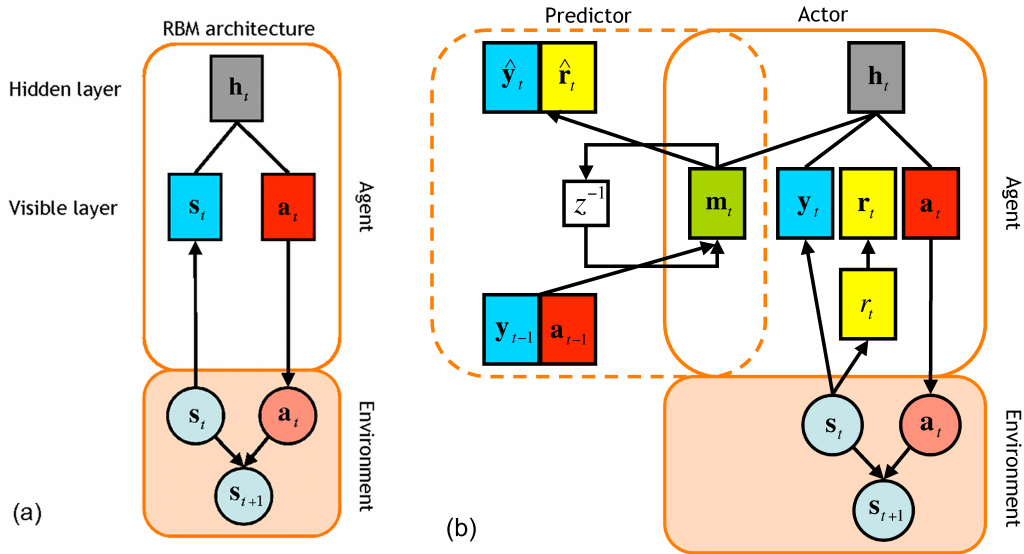 RBM architecture
Hidden layer
h_t
Visible layer
s_t
a_t
Agent
s_t
a_t
s_{t+1}
Environment
(a)
Predictor
Actor
ŷ_t r̂_t
h_t
z^{-1}
m_t
y_t
r_t
a_t
Agent
r_t
y_{t-1} a_{t-1}
s_t
a_t
s_{t+1}
Environment
(b)